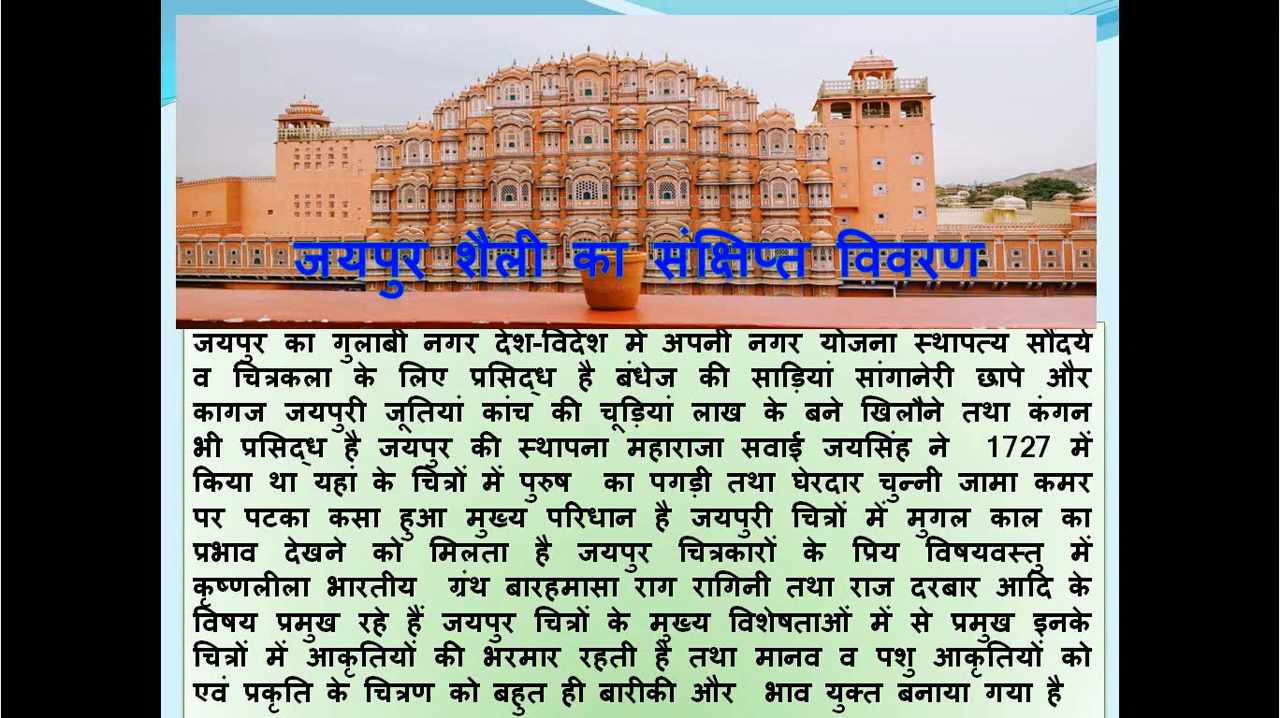 जयपुर शैली का संक्षिप्त विवरण
जयपुर का गुलाबी नगर देश-विदेश में अपनी नगर योजना स्थापत्य सौंदर्य
व चित्रकला के लिए प्रसिद्ध है बंधेज की साड़ियां सांगानेरी छापे और
कागज जयपुरी जूतियां कांच की चूड़ियां लाख के बने खिलौने तथा कंगन
भी प्रसिद्ध है जयपुर की स्थापना महाराजा सवाई जयसिंह ने 1727 में
किया था यहां के चित्रों में पुरुष का पगड़ी तथा घेरदार चुन्नी जामा कमर
पर पटका कसा हुआ मुख्य परिधान है जयपुरी चित्रों में मुगल काल का
प्रभाव देखने को मिलता है जयपुर चित्रकारों के प्रिय विषयवस्तु में
कृष्णलीला भारतीय ग्रंथ बारहमासा राग रागिनी तथा राज दरबार आदि के
विषय प्रमुख रहे हैं जयपुर चित्रों के मुख्य विशेषताओं में से प्रमुख इनके
चित्रों में आकृतियों की भरमार रहती है तथा मानव व पशु आकृतियों को
एवं प्रकृति के चित्रण को बहुत ही बारीकी और भाव युक्त बनाया गया है